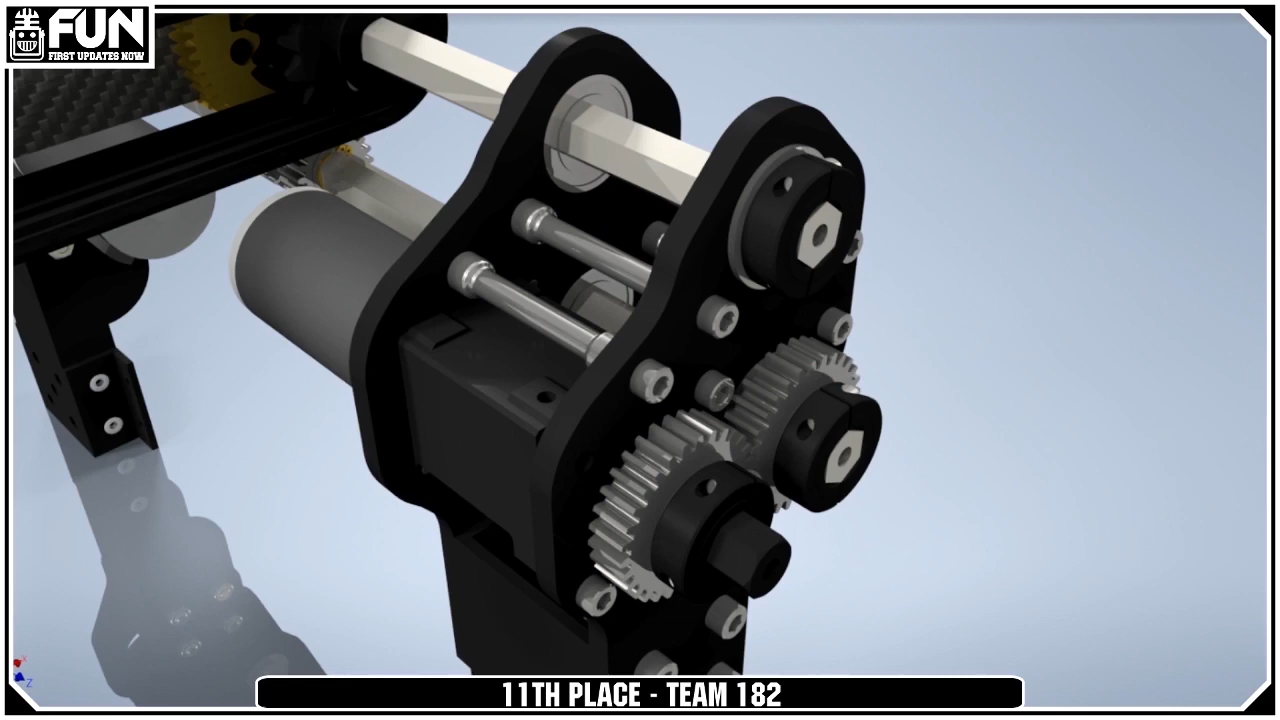 FUN
FIRST UPDATES NOW
X
Z
11TH PLACE - TEAM 182